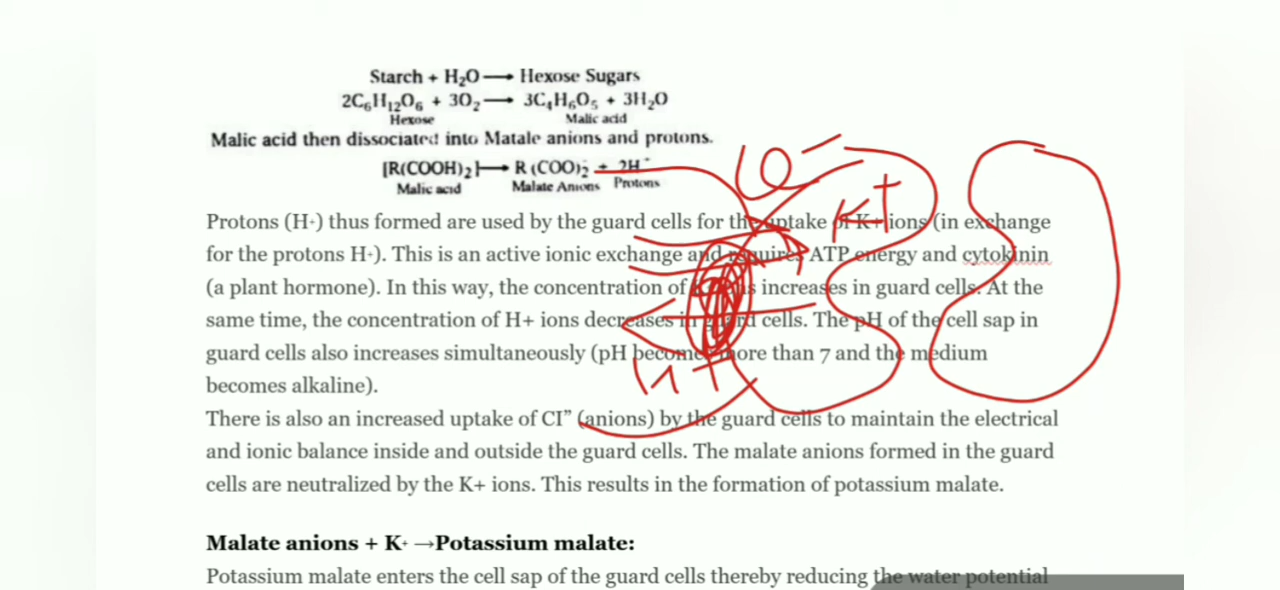 Starch + H₂O → Hexose Sugars
2C₆H₁₂O₆ + 3O₂ → 3C₄H₆O₅ + 3H₂O
Hexose Malic acid
Malic acid then dissociated into Matale anions and protons.
[R(COOH)₂] → R (COO)₂⁻ + 2H⁺
Malic acid Malate Anions Protons
Protons (H+) thus formed are used by the guard cells for the uptake of K+ ions (in exchange
for the protons H+). This is an active ionic exchange and requires ATP energy and cytokinin
(a plant hormone). In this way, the concentration of increases in guard cells. At the
same time, the concentration of H+ ions decreases in guard cells. The pH of the cell sap in
guard cells also increases simultaneously (pH becomes more than 7 and the medium
becomes alkaline).
There is also an increased uptake of CI” (anions) by the guard cells to maintain the electrical
and ionic balance inside and outside the guard cells. The malate anions formed in the guard
cells are neutralized by the K+ ions. This results in the formation of potassium malate.
Malate anions + K+ →Potassium malate:
Potassium malate enters the cell sap of the guard cells thereby reducing the water potential
K+